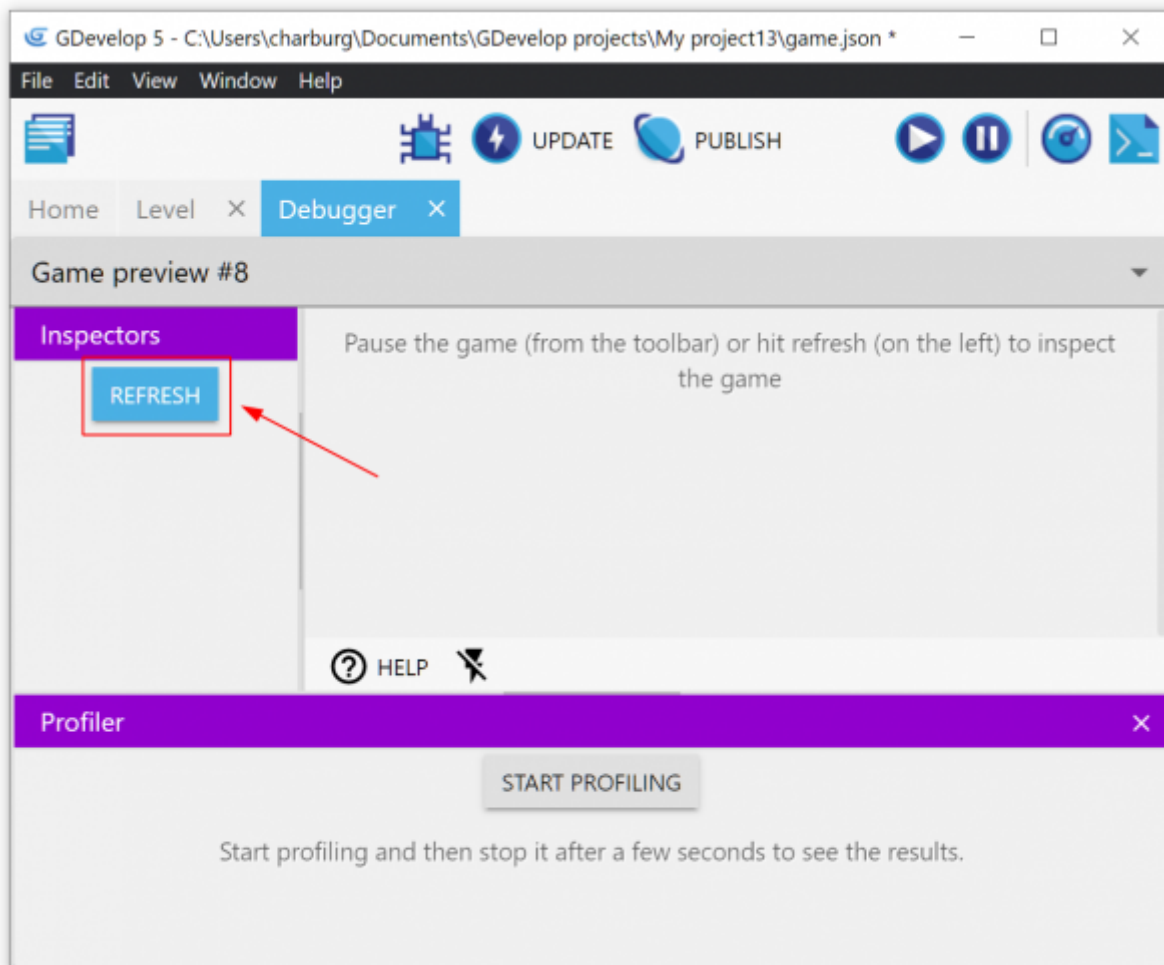 GDevelop 5 - C:\Users\charburg\Documents\GDevelop projects\My project13\game.json *
File Edit View Window Help
UPDATE PUBLISH
Home Level Debugger
Game preview #8
Inspectors
REFRESH
Pause the game (from the toolbar) or hit refresh (on the left) to inspect
the game
HELP
Profiler
START PROFILING
Start profiling and then stop it after a few seconds to see the results.